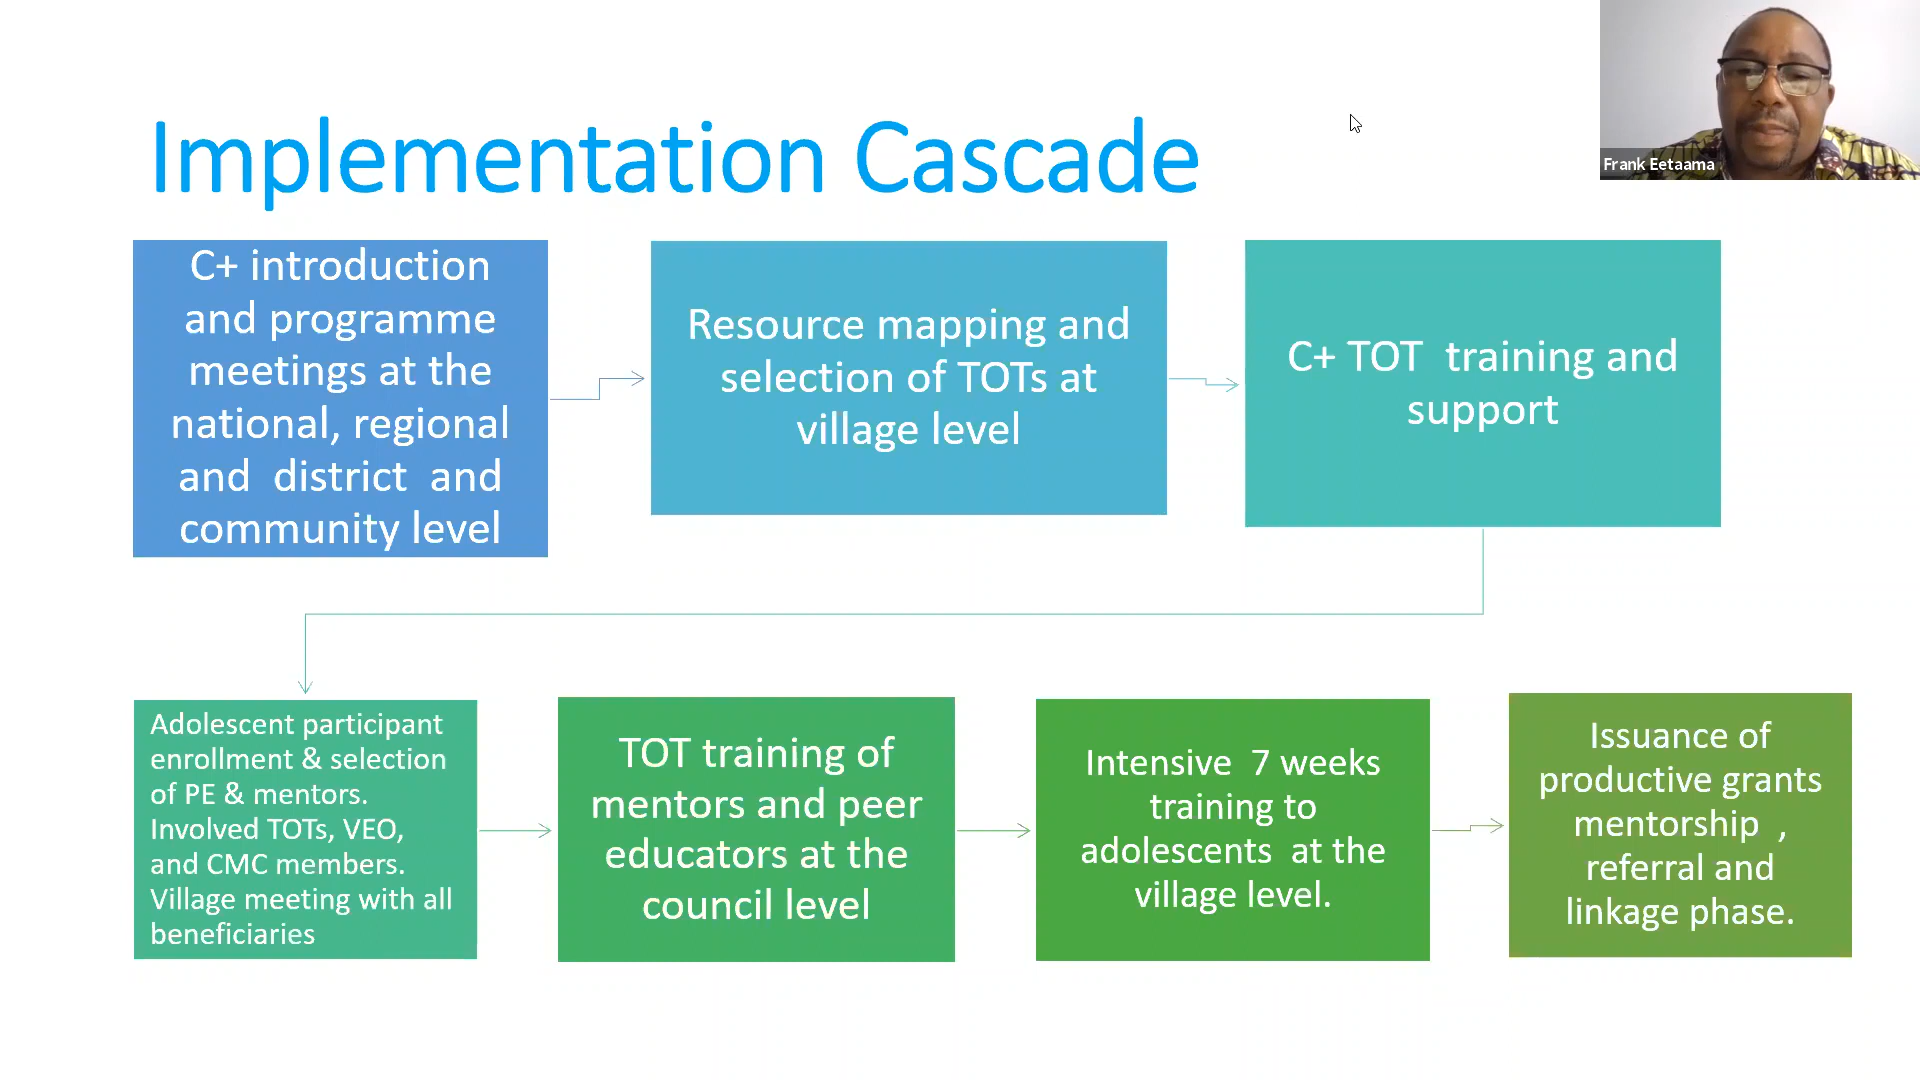 Implementation Cascade
Frank Eetaama
C+ introduction
and programme
meetings at the
national, regional
and district and
community level
Resource mapping and
selection of TOTs at
village level
C+ TOT training and
support
Adolescent participant
enrollment & selection
of PE & mentors.
Involved TOTs, VEO,
and CMC members.
Village meeting with all
beneficiaries
TOT training of
mentors and peer
educators at the
council level
Intensive 7 weeks
training to
adolescents at the
village level.
Issuance of
productive grants
mentorship ,
referral and
linkage phase.